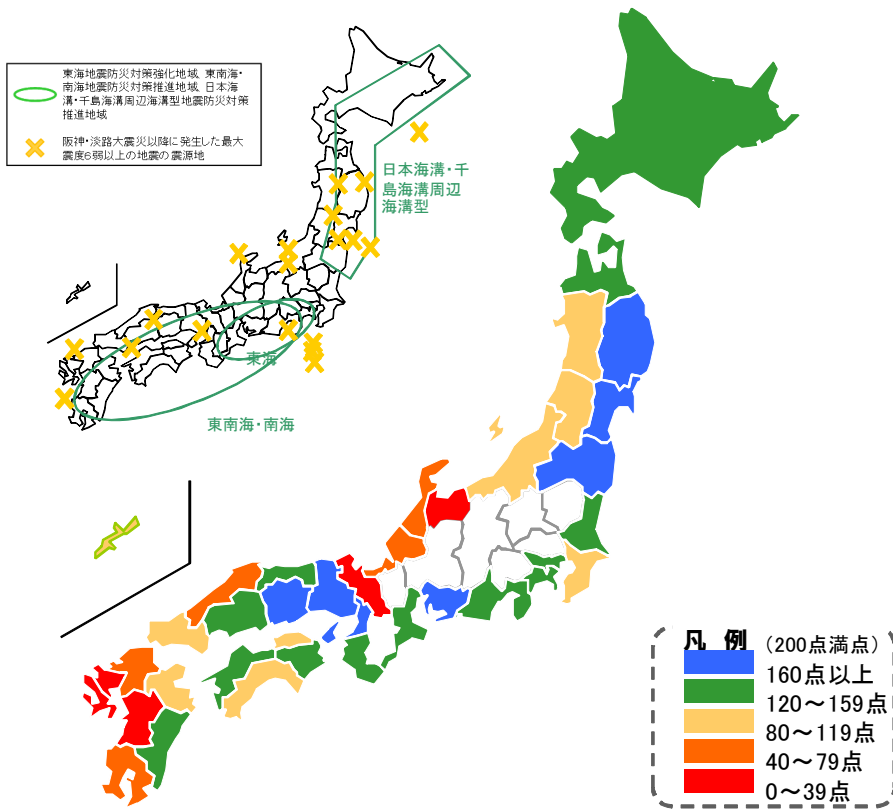 東海地震防災対策強化地域、東南海・
南海地震防災対策推進地域、日本海
溝・千島海溝周辺海溝型地震防災対策
推進地域
阪神・淡路大震災以降に発生した最大
震度6弱以上の地震の震源地
日本海溝・千
島海溝周辺
海溝型
東海
東南海・南海
凡 例 (200点満点)
160点以上
120～159点
80～119点
40～79点
0～39点